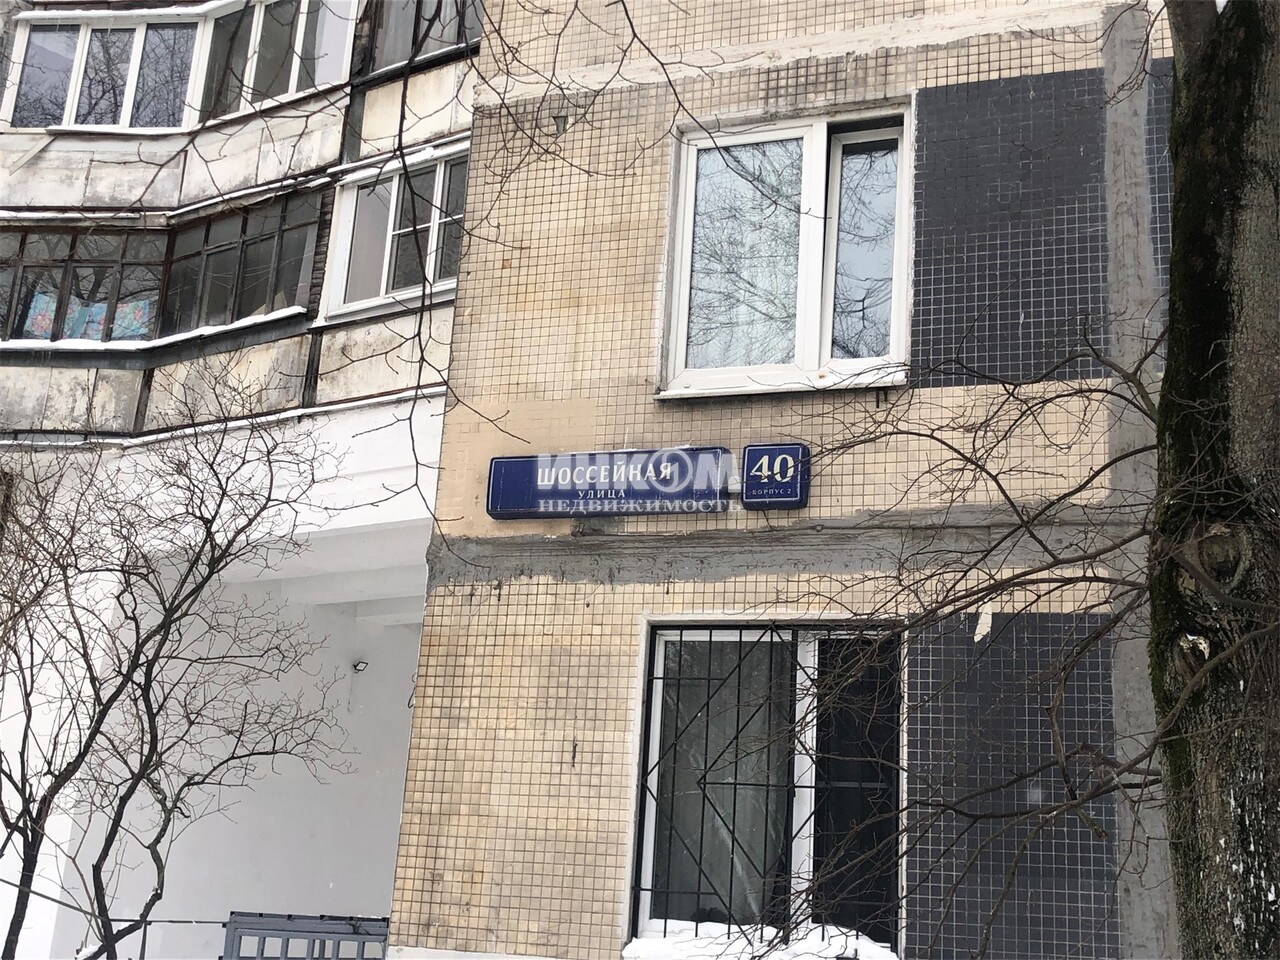 ШОССЕЙНАЯ
УЛИЦА
40
КОРПУС 2
ИНКОМ
НЕДВИЖИМОСТЬ